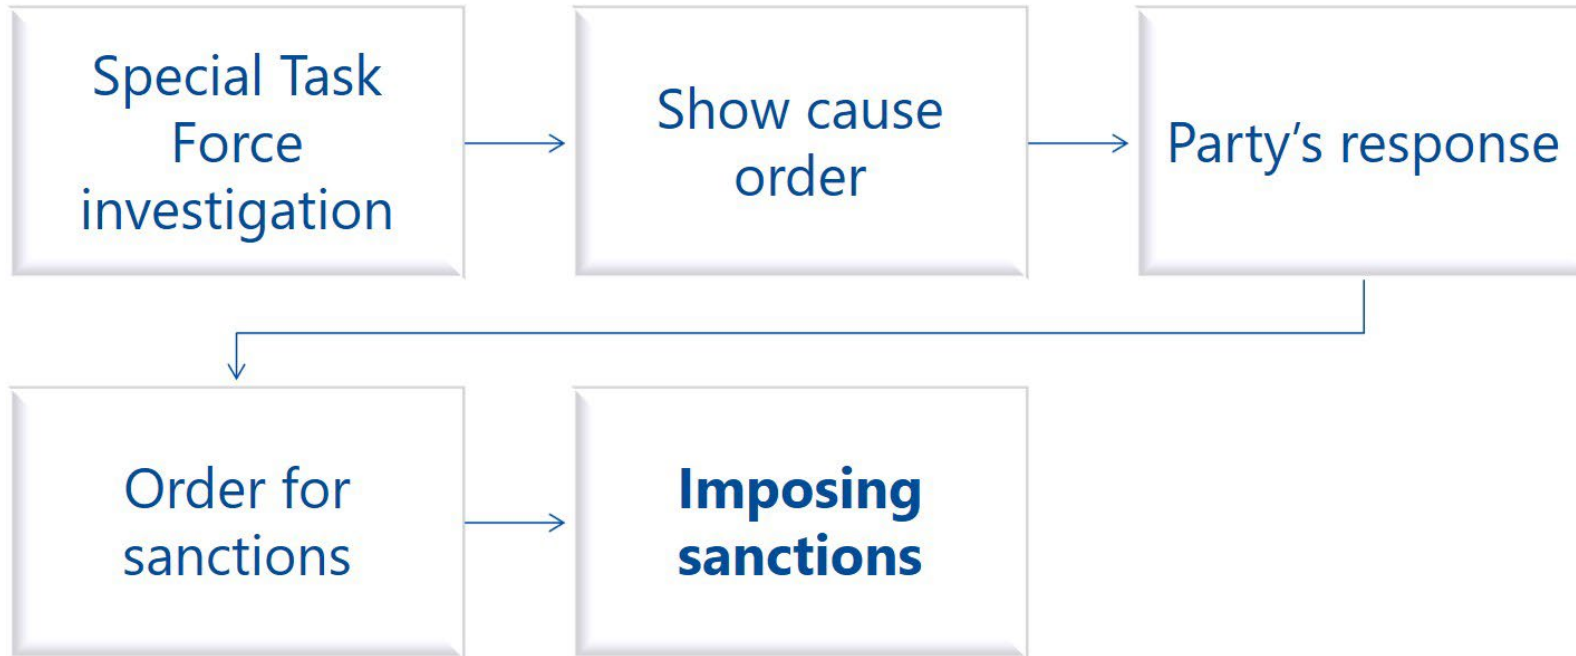 Special Task
Force
investigation
Show cause
order
Party’s response
Order for
sanctions
Imposing
sanctions